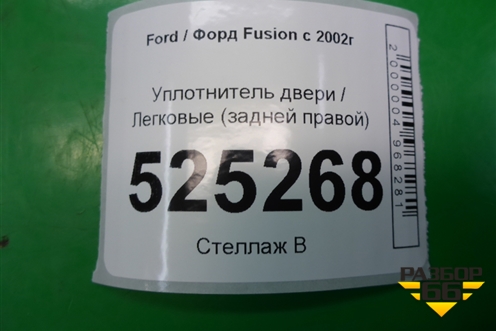 Ford / Форд Fusion с 2002г
Уплотнитель двери /
Легковые (задней правой)
525268
Стеллаж В
2000004968281
РАЗБОР
66